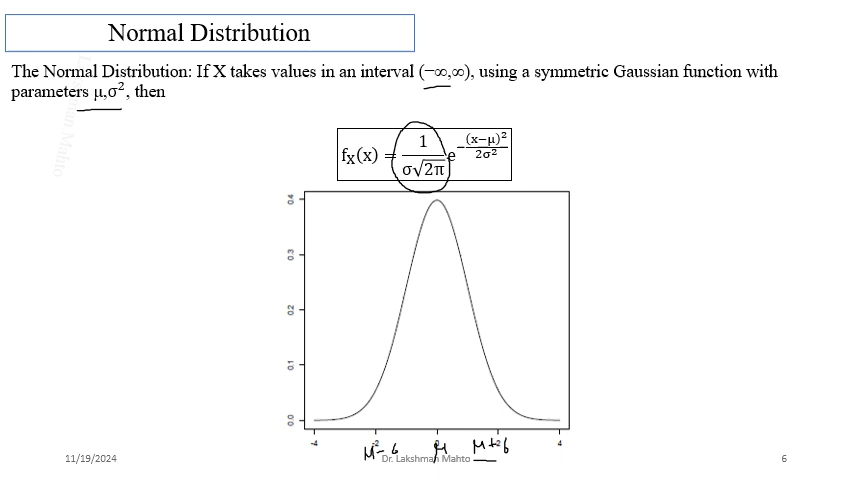 Normal Distribution
The Normal Distribution: If X takes values in an interval (−∞,∞), using a symmetric Gaussian function with
parameters μ,σ², then
f_X(x) = 1/(σ√2π) e^(−(x−μ)²/2σ²)
0.4
0.3
0.2
0.1
0.0
-4 -2 0 2 4
μ-σ μ μ+σ
11/19/2024 Dr. Lakshman Mahto 6
Mahto